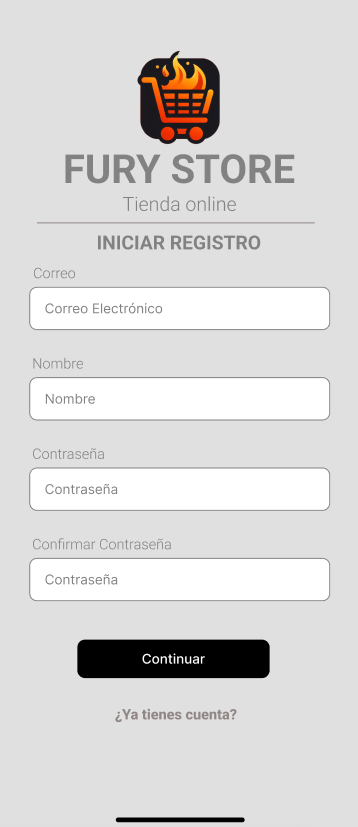 FURY STORE
Tienda online
INICIAR REGISTRO
Correo
Correo Electrónico
Nombre
Nombre
Contraseña
Contraseña
Confirmar Contraseña
Contraseña
Continuar
¿Ya tienes cuenta?